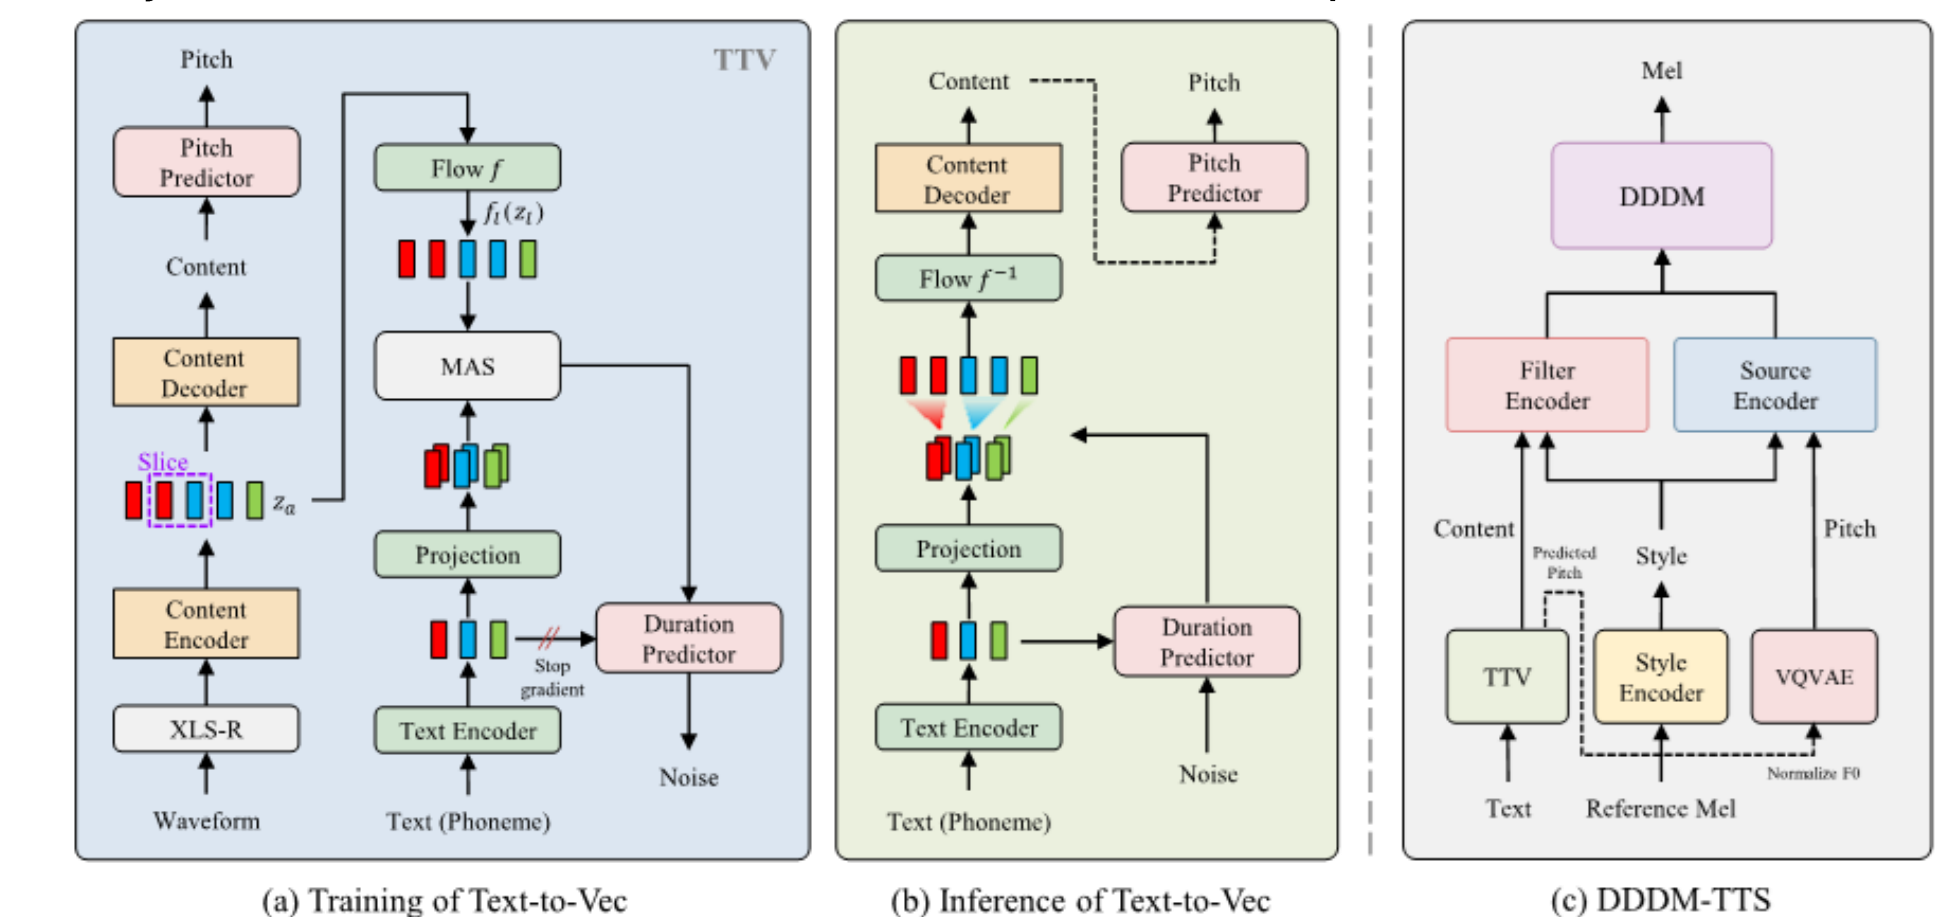 TTV
Pitch
Pitch
Predictor
Content
Content
Decoder
Slice
zₐ
Content
Encoder
XLS-R
Waveform
Flow f
fₗ(zₗ)
MAS
Projection
Stop
gradient
Duration
Predictor
Text Encoder
Noise
Text (Phoneme)
(a) Training of Text-to-Vec
Content
Content
Decoder
Pitch
Pitch
Predictor
Flow f⁻¹
Projection
Duration
Predictor
Text Encoder
Noise
Text (Phoneme)
(b) Inference of Text-to-Vec
Mel
DDDM
Filter
Encoder
Source
Encoder
Content
Predicted
Pitch
Style
Pitch
TTV
Style
Encoder
VQVAE
Normalize F0
Text
Reference Mel
(c) DDDM-TTS